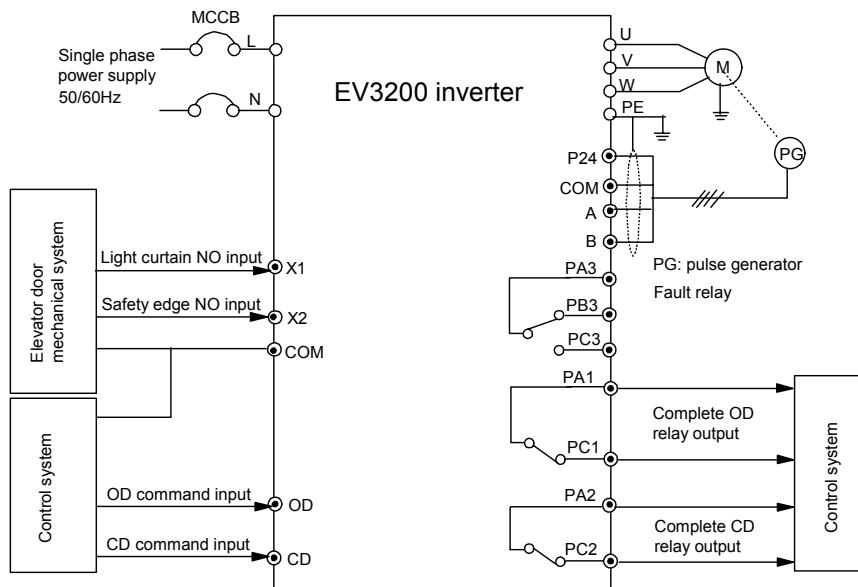 MCCB
L
Single phase
power supply
50/60Hz
N
EV3200 inverter
U
V
W
PE
M
PG
P24
COM
A
B
PG: pulse generator
Fault relay
Elevator door
mechanical system
Light curtain NO input
X1
Safety edge NO input
X2
COM
PA3
PB3
PC3
PA1
Complete OD
relay output
PC1
Control system
OD command input
OD
CD command input
CD
PA2
Complete CD
relay output
PC2
Control system